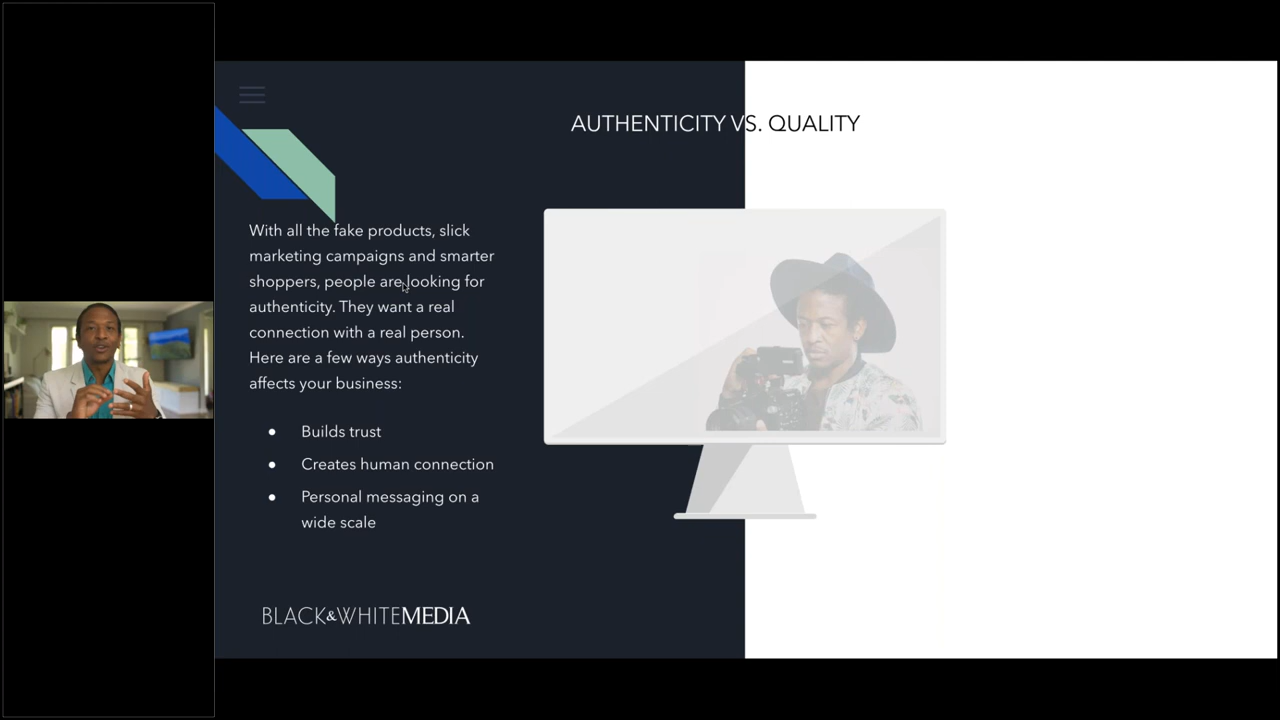 AUTHENTICITY VS. QUALITY
With all the fake products, slick
marketing campaigns and smarter
shoppers, people are looking for
authenticity. They want a real
connection with a real person.
Here are a few ways authenticity
affects your business:
● Builds trust
● Creates human connection
● Personal messaging on a
wide scale
BLACK&WHITEMEDIA